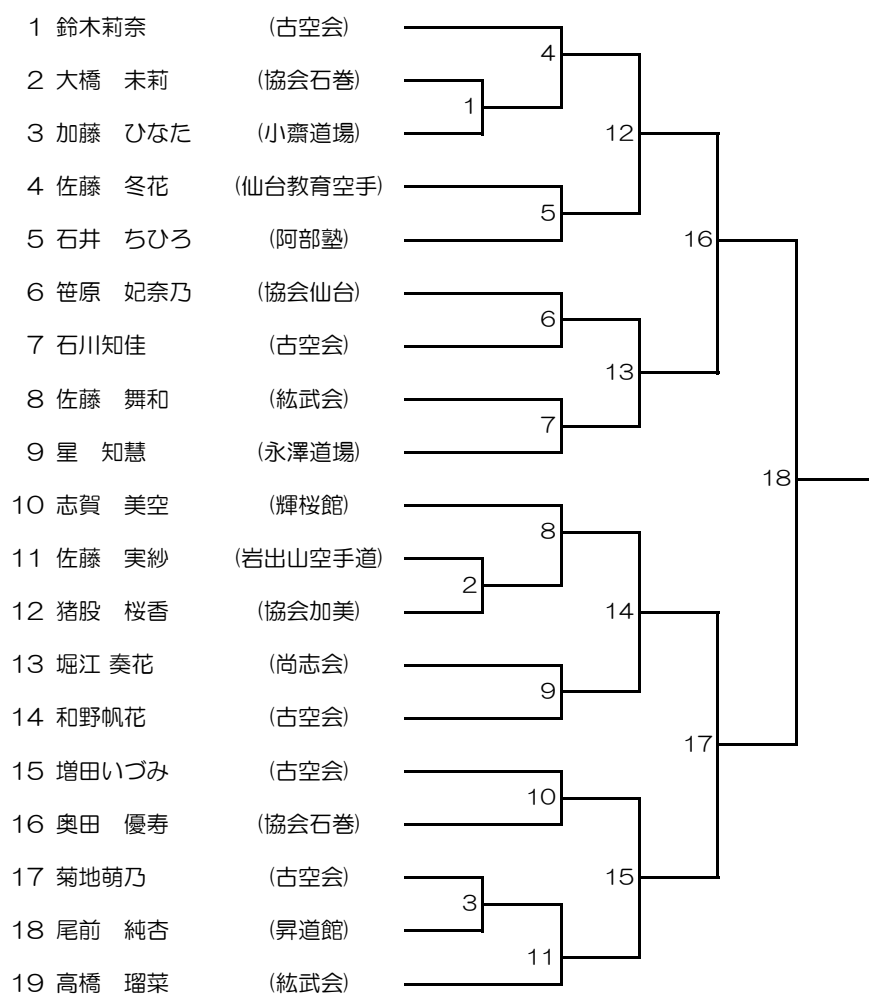 1 鈴木莉奈 (古空会)
4
2 大橋　未莉 (協会石巻)
1
3 加藤　ひなた (小齋道場) 12
4 佐藤　冬花 (仙台教育空手)
5
5 石井　ちひろ (阿部塾) 16
6 笹原　妃奈乃 (協会仙台)
6
7 石川知佳 (古空会)
13
8 佐藤　舞和 (紘武会)
7
9 星　知慧 (永澤道場)
18
10 志賀　美空 (輝桜館)
8
11 佐藤　実紗 (岩出山空手道)
2
12 猪股　桜香 (協会加美) 14
13 堀江 奏花 (尚志会)
9
14 和野帆花 (古空会)
17
15 増田いづみ (古空会)
10
16 奥田　優寿 (協会石巻)
17 菊地萌乃 (古空会) 15
3
18 尾前　純杏 (昇道館)
11
19 高橋　瑠菜 (紘武会)